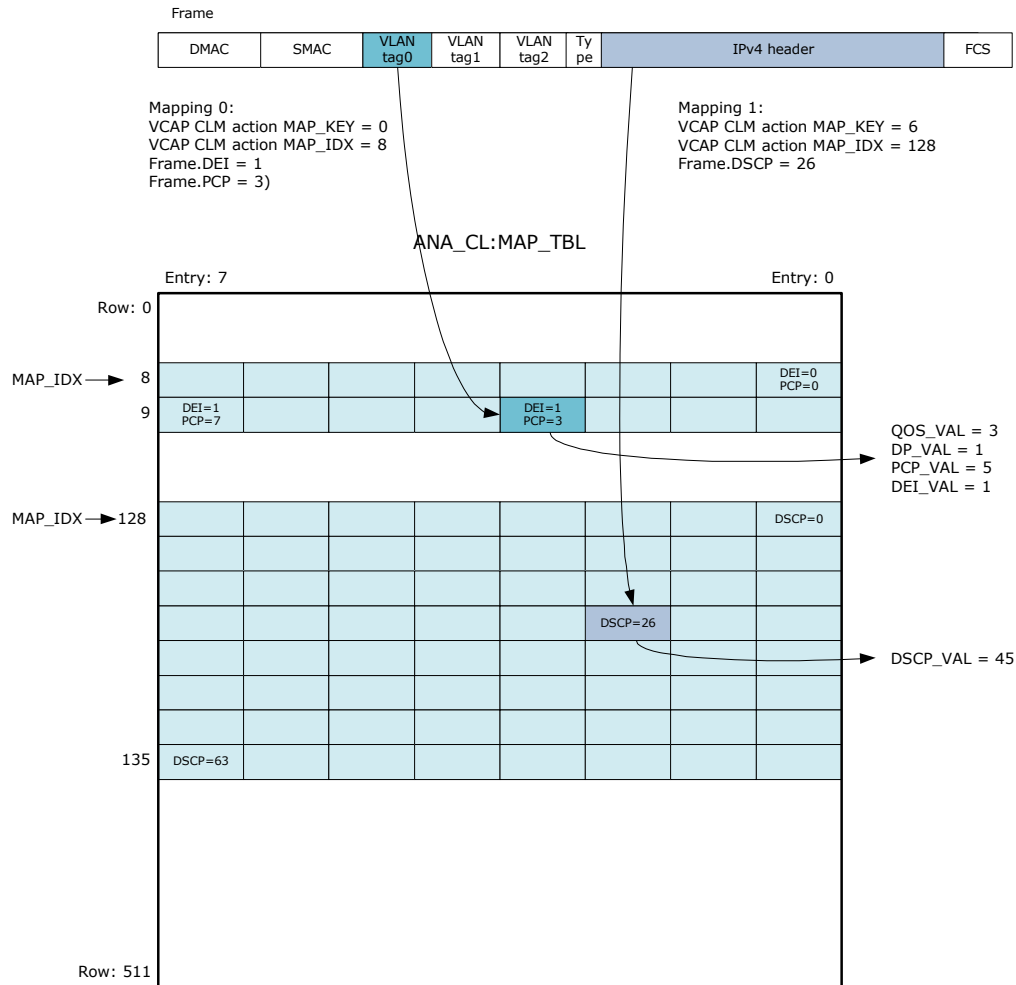 Frame
DMAC
SMAC
VLAN
tag0
VLAN
tag1
VLAN
tag2
Ty
pe
IPv4 header
FCS
Mapping 0:
VCAP CLM action MAP_KEY = 0
VCAP CLM action MAP_IDX = 8
Frame.DEI = 1
Frame.PCP = 3)
Mapping 1:
VCAP CLM action MAP_KEY = 6
VCAP CLM action MAP_IDX = 128
Frame.DSCP = 26
ANA_CL:MAP_TBL
Entry: 7
Entry: 0
Row: 0
MAP_IDX
8
DEI=0
PCP=0
9
DEI=1
PCP=7
DEI=1
PCP=3
QOS_VAL = 3
DP_VAL = 1
PCP_VAL = 5
DEI_VAL = 1
MAP_IDX
128
DSCP=0
DSCP=26
DSCP_VAL = 45
135
DSCP=63
Row: 511